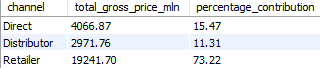 channel total_gross_price_mln percentage_contribution
Direct 4066.87 15.47
Distributor 2971.76 11.31
Retailer 19241.70 73.22